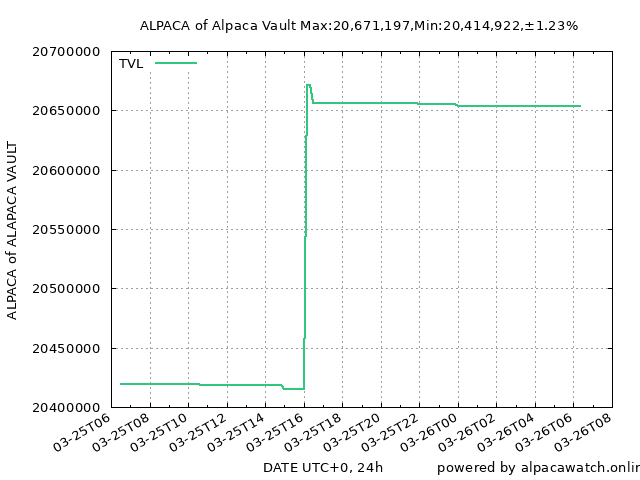 ALPACA of Alpaca Vault Max:20,671,197,Min:20,414,922,±1.23%
TVL
ALPACA of ALAPACA VAULT
20700000
20650000
20600000
20550000
20500000
20450000
20400000
03-25T06
03-25T08
03-25T10
03-25T12
03-25T14
03-25T16
03-25T18
03-25T20
03-25T22
03-26T00
03-26T02
03-26T04
03-26T06
03-26T08
DATE UTC+0, 24h
powered by alpacawatch.onlin